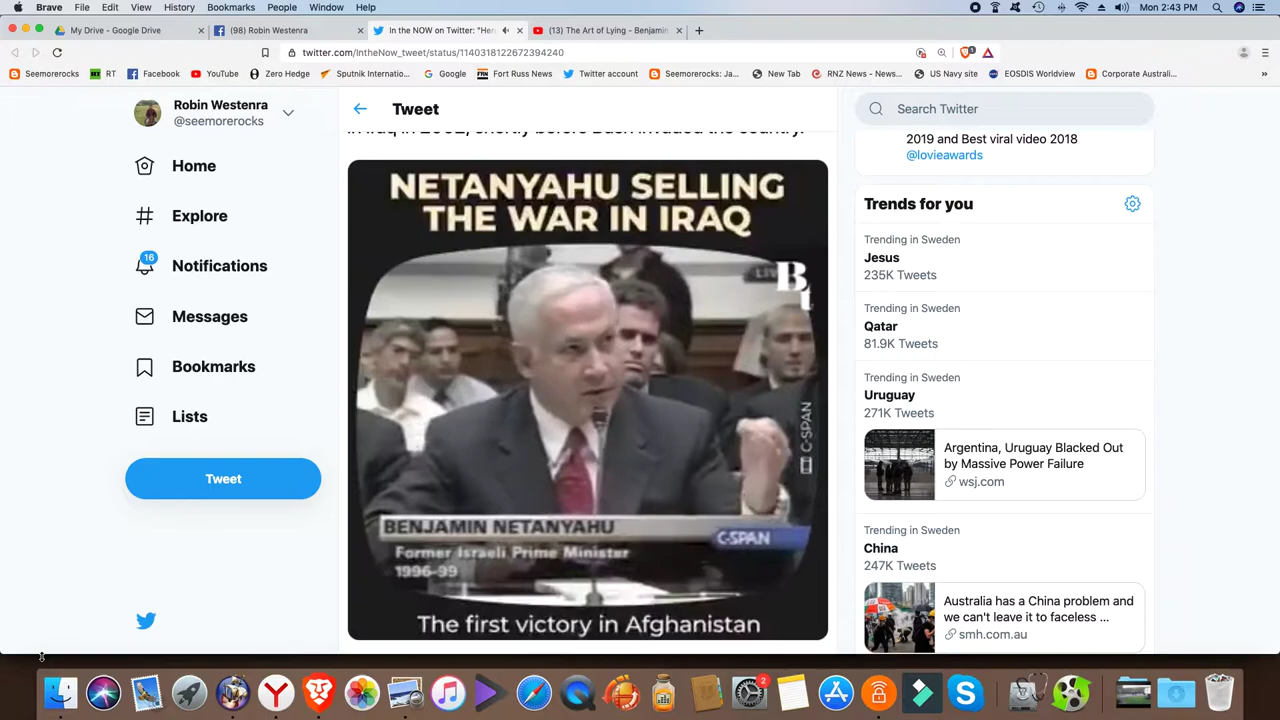 Brave File Edit View History Bookmarks People Window Help
Mon 2:43 PM
My Drive - Google Drive
(98) Robin Westenra
In the NOW on Twitter: "Her
(13) The Art of Lying - Benjamin
twitter.com/IntheNow_tweet/status/1140318122672394240
Seemorerocks RT Facebook YouTube Zero Hedge Sputnik Internatio... Google Fort Russ News Twitter account Seemorerocks: Ja... New Tab RNZ News - News... US Navy site EOSDIS Worldview Corporate Australi... »
Robin Westenra
@seemorerocks
Home
Explore
16
Notifications
Messages
Bookmarks
Lists
Tweet
Tweet
in Iraq in 2002, shortly before Bush invaded the country.
NETANYAHU SELLING
THE WAR IN IRAQ
LIVE
C-SPAN
BENJAMIN NETANYAHU
C-SPAN
Former Israeli Prime Minister
1996-99
The first victory in Afghanistan
Search Twitter
2019 and Best viral video 2018
@lovieawards
Trends for you
Trending in Sweden
Jesus
235K Tweets
Trending in Sweden
Qatar
81.9K Tweets
Trending in Sweden
Uruguay
271K Tweets
Argentina, Uruguay Blacked Out
by Massive Power Failure
wsj.com
Trending in Sweden
China
247K Tweets
Australia has a China problem and
we can't leave it to faceless ...
smh.com.au
2